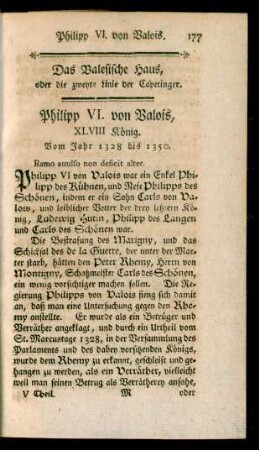 Philipp VI. von Valois. 177
Das Valesische Haus,
oder die zweyte Linie der Capetinger.
Philipp VI. von Valois,
XLVIII König.
Vom Jahr 1328 bis 1350.
Ramo auulso non deficit alter.
Philipp VI von Valois war ein Enkel Phi-
lipp des Kühnen, und Nefe Philipps des
Schönen, indem er ein Sohn Carls von Va-
lois, und leiblicher Vetter der drey letztern Kö-
nig, Ludewig Hutin, Philipp des Langen
und Carls des Schönen war.
Die Bestrafung des Marigny, und das
Schicksal des de la Guerre, der unter der Mar-
ter starb, hätten den Peter Rhemy, Herrn von
Montigny, Schatzmeister Carls des Schönen,
ein wenig vorsichtiger machen sollen. Die Re-
gierung Philipps von Valois fieng sich damit
an, daß man eine Untersuchung gegen den Rhe-
my anstellte. Er wurde als ein Betrüger und
Verräther angeklagt, und durch ein Urtheil vom
St. Marcustage 1328, in der Versammlung des
Parlaments und des dabey vorsitzenden Königs,
wurde dem Rhemy zu erkannt, geschleift und ge-
hangen zu werden, als ein Verräther, vielleicht
weil man seinen Betrug als Verrätherey ansahe,
V Theil. M oder